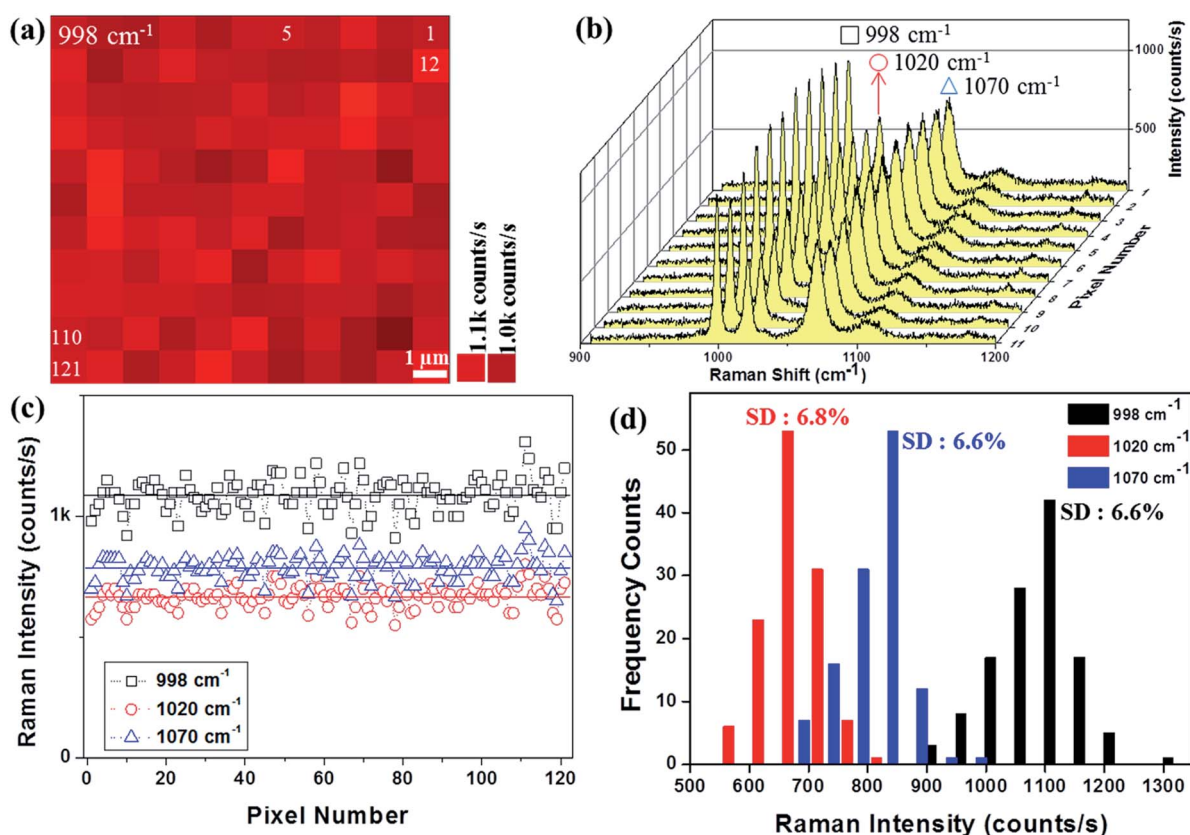 (a)
998 cm⁻¹
5
1
12
110
121
1 µm
1.1k counts/s
1.0k counts/s
(b)
998 cm⁻¹
1020 cm⁻¹
1070 cm⁻¹
1000
500
Intensity (counts/s)
1
2
3
4
5
6
7
8
9
10
11
Pixel Number
900 1000 1100 1200
Raman Shift (cm⁻¹)
(c)
1k
0
Raman Intensity (counts/s)
998 cm⁻¹
1020 cm⁻¹
1070 cm⁻¹
0 20 40 60 80 100 120
Pixel Number
(d)
SD : 6.8%
SD : 6.6%
SD : 6.6%
998 cm⁻¹
1020 cm⁻¹
1070 cm⁻¹
50
40
30
20
10
0
Frequency Counts
500 600 700 800 900 1000 1100 1200 1300
Raman Intensity (counts/s)